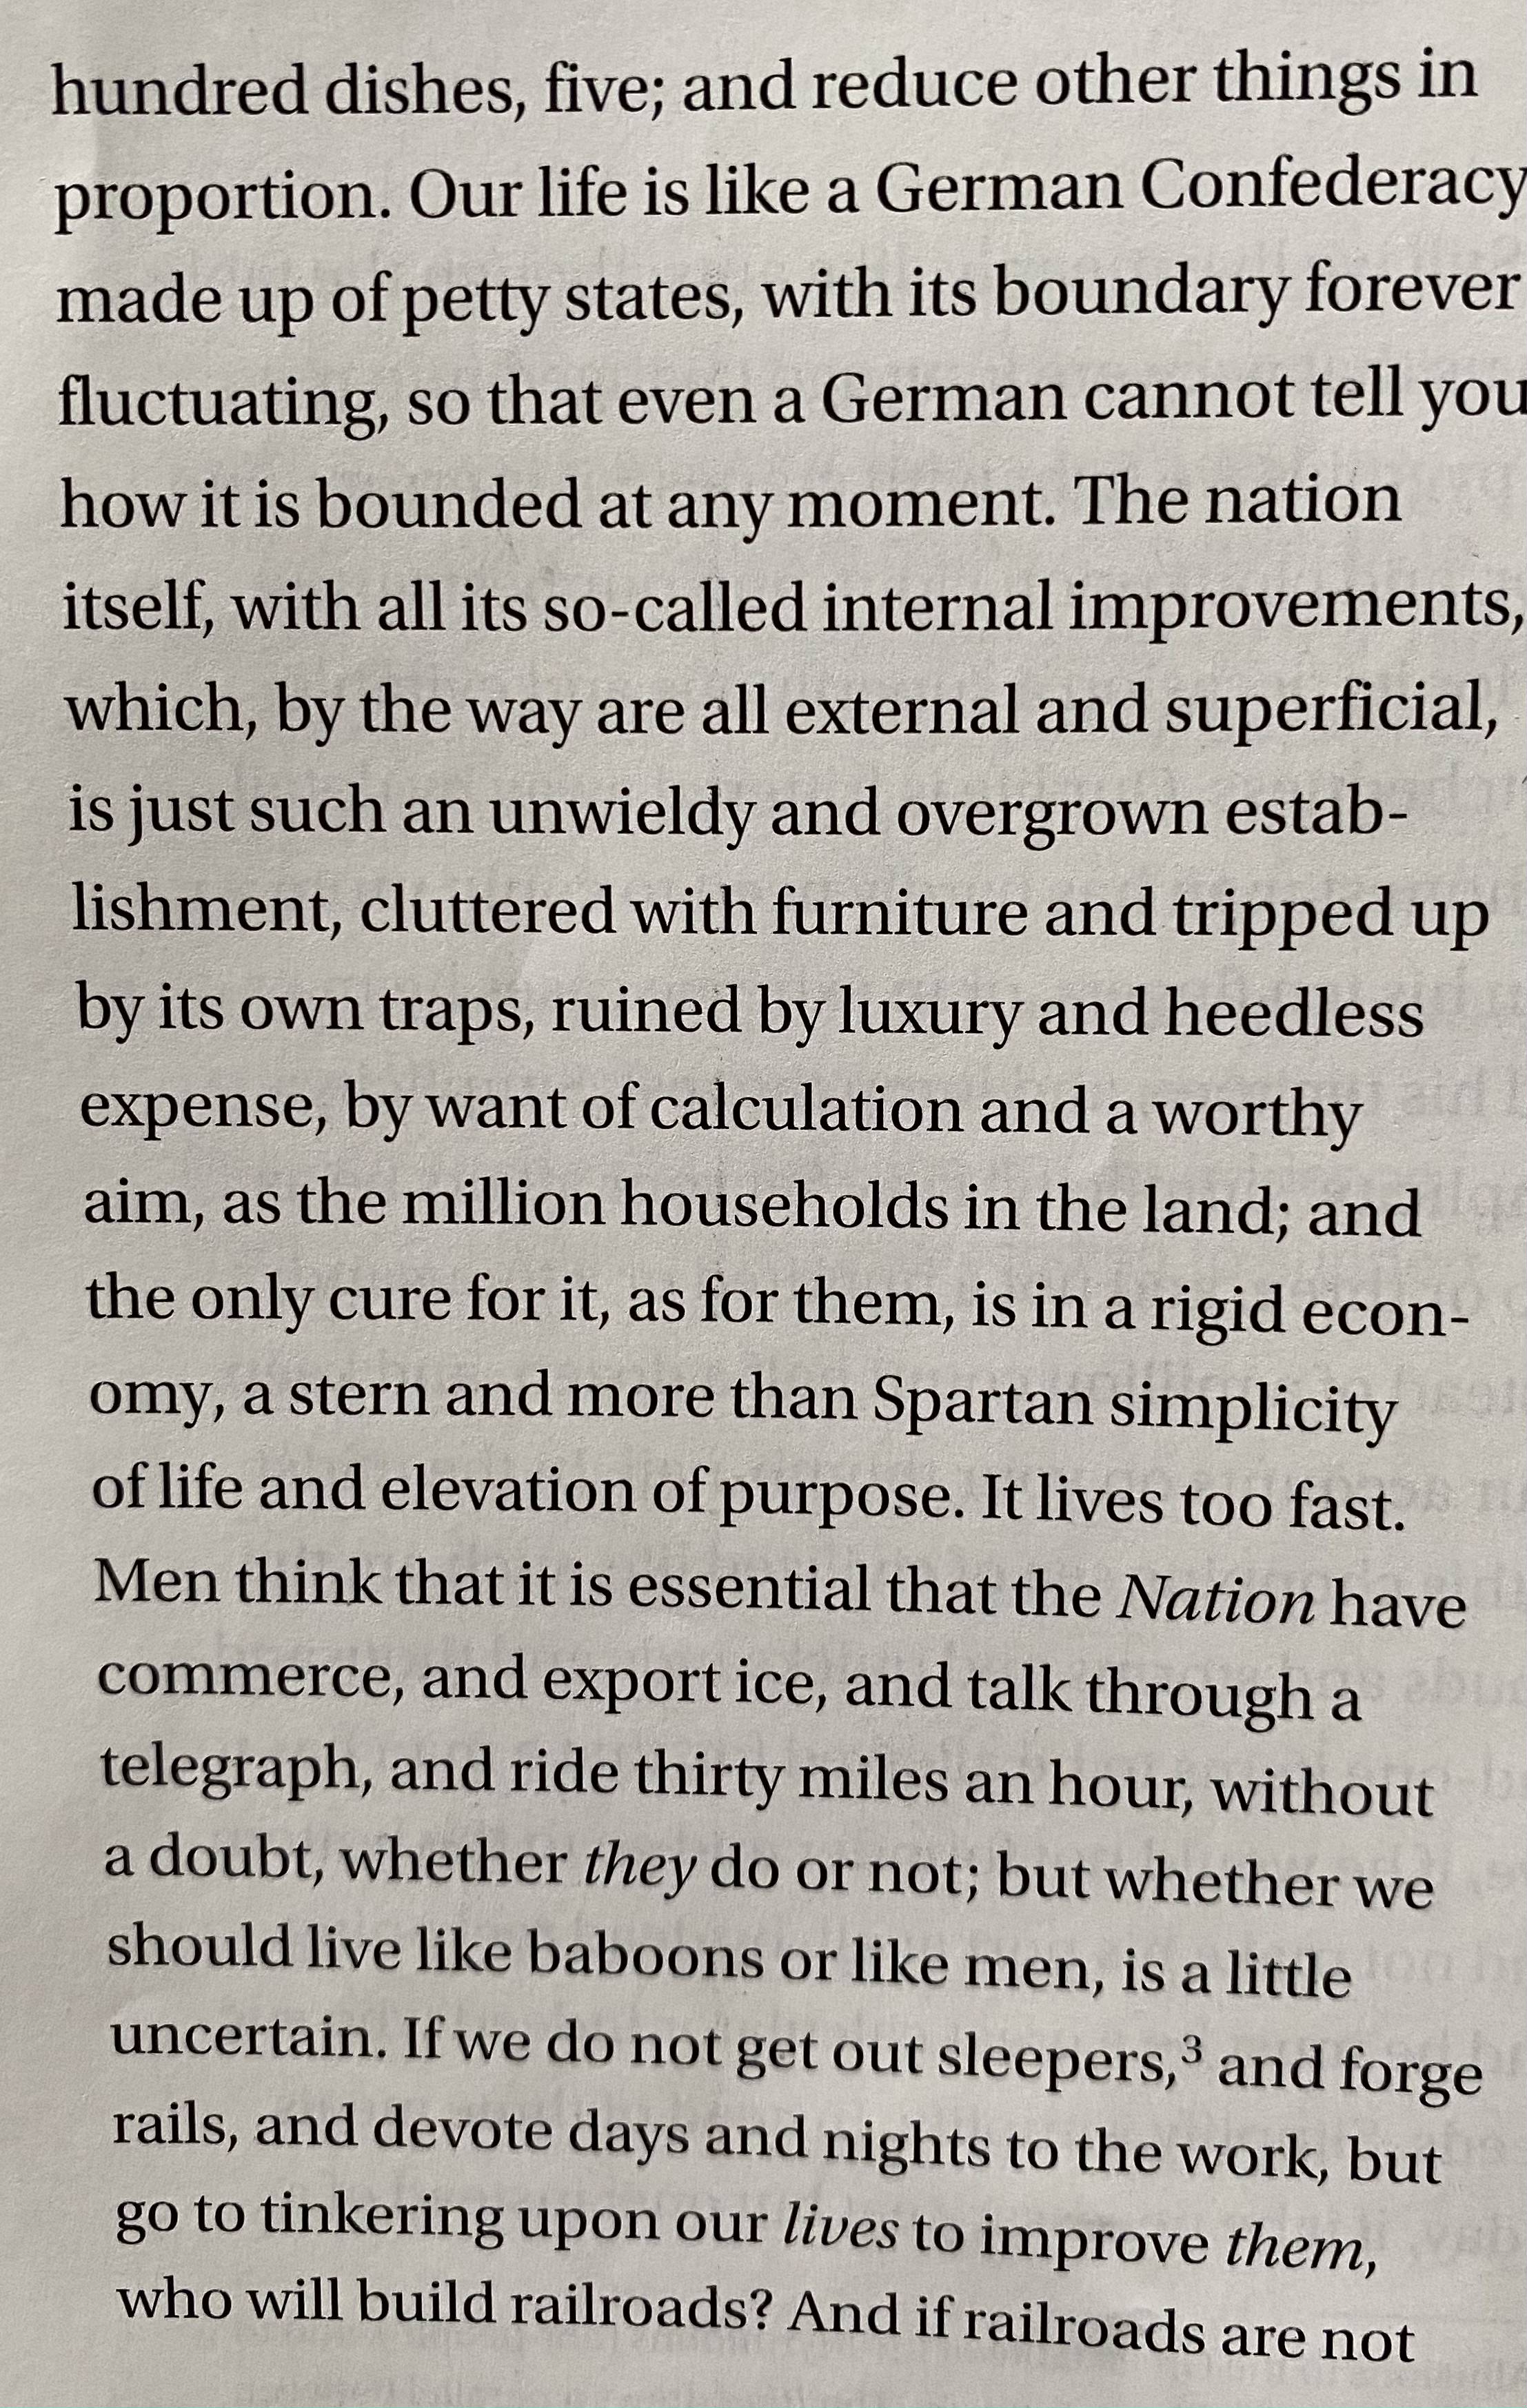 hundred dishes, five; and reduce other things in
proportion. Our life is like a German Confederacy
made up of petty states, with its boundary forever
fluctuating, so that even a German cannot tell you
how it is bounded at any moment. The nation
itself, with all its so-called internal improvements,
which, by the way are all external and superficial,
is just such an unwieldy and overgrown estab-
lishment, cluttered with furniture and tripped up
by its own traps, ruined by luxury and heedless
expense, by want of calculation and a worthy
aim, as the million households in the land; and
the only cure for it, as for them, is in a rigid econ-
omy, a stern and more than Spartan simplicity
of life and elevation of purpose. It lives too fast.
Men think that it is essential that the Nation have
commerce, and export ice, and talk through a
telegraph, and ride thirty miles an hour, without
a doubt, whether they do or not; but whether we
should live like baboons or like men, is a little
uncertain. If we do not get out sleepers,³ and forge
rails, and devote days and nights to the work, but
go to tinkering upon our lives to improve them,
who will build railroads? And if railroads are not